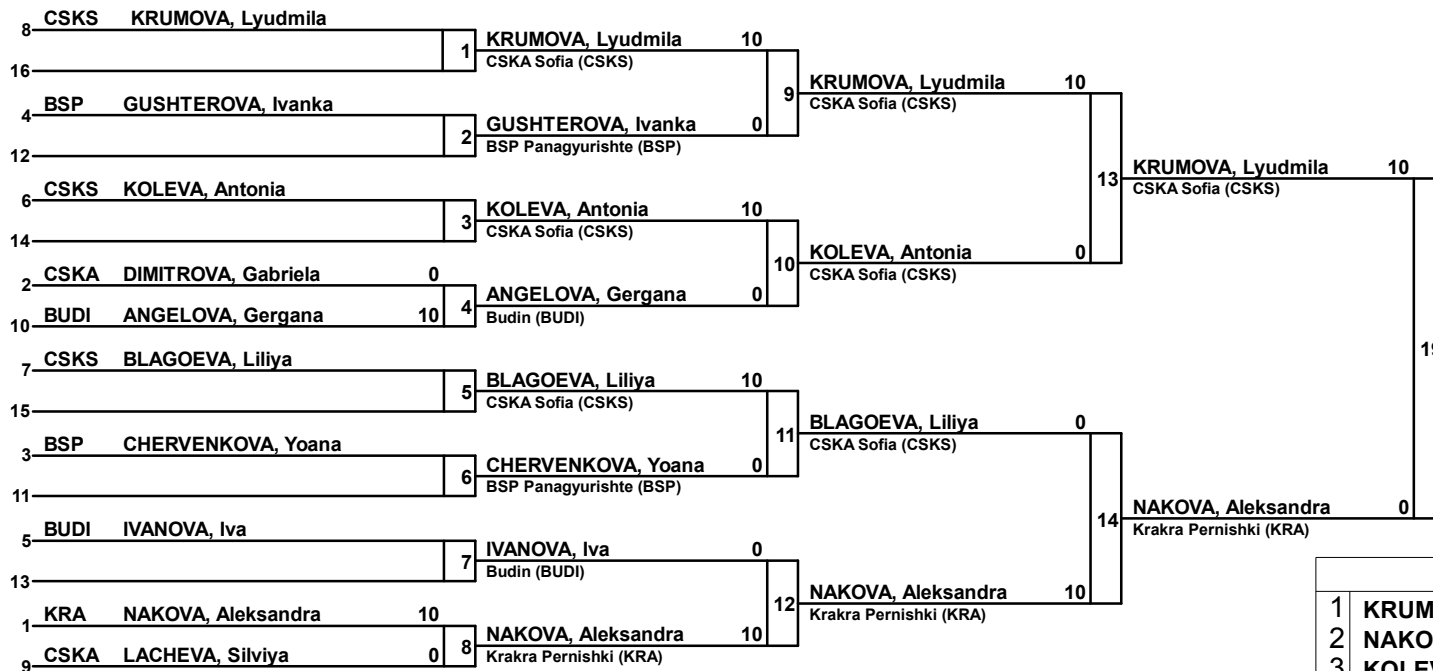 8 CSKS KRUMOVA, Lyudmila
16
1 KRUMOVA, Lyudmila 10
CSKA Sofia (CSKS)
4 BSP GUSHTEROVA, Ivanka
12
2 GUSHTEROVA, Ivanka 0
BSP Panagyurishte (BSP)
9 KRUMOVA, Lyudmila 10
CSKA Sofia (CSKS)
6 CSKS KOLEVA, Antonia
14
3 KOLEVA, Antonia 10
CSKA Sofia (CSKS)
2 CSKA DIMITROVA, Gabriela 0
10 BUDI ANGELOVA, Gergana 10
4 ANGELOVA, Gergana 0
Budin (BUDI)
10 KOLEVA, Antonia 0
CSKA Sofia (CSKS)
13 KRUMOVA, Lyudmila 10
CSKA Sofia (CSKS)
7 CSKS BLAGOEVA, Liliya
15
5 BLAGOEVA, Liliya 10
CSKA Sofia (CSKS)
3 BSP CHERVENKOVA, Yoana
11
6 CHERVENKOVA, Yoana 0
BSP Panagyurishte (BSP)
11 BLAGOEVA, Liliya 0
CSKA Sofia (CSKS)
5 BUDI IVANOVA, Iva
13
7 IVANOVA, Iva 0
Budin (BUDI)
1 KRA NAKOVA, Aleksandra 10
9 CSKA LACHEVA, Silviya 0
8 NAKOVA, Aleksandra 10
Krakra Pernishki (KRA)
12 NAKOVA, Aleksandra 10
Krakra Pernishki (KRA)
14 NAKOVA, Aleksandra 0
Krakra Pernishki (KRA)
1 KRUM
2 NAKO
3 KOLEV